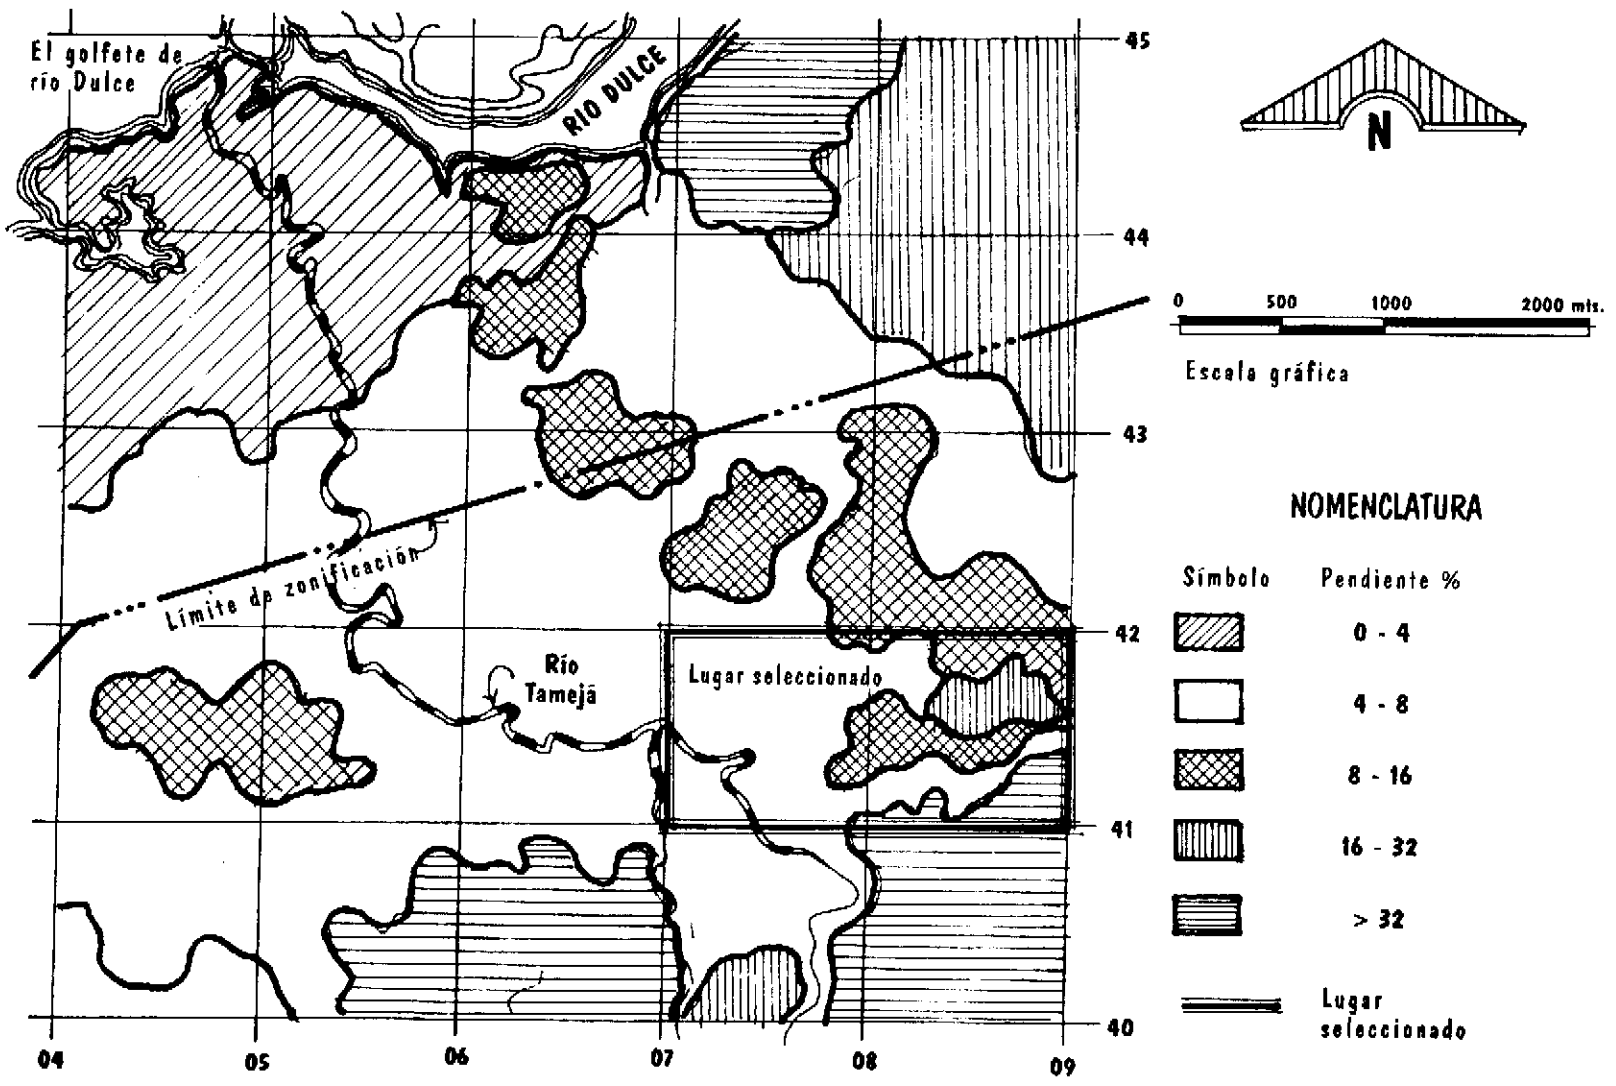 El golfete de
río Dulce
RIO DULCE
45
44
43
42
41
40
04
05
06
07
08
09
Límite de zonificación
Río
Tamejá
Lugar seleccionado
N
0 500 1000 2000 mts.
Escala gráfica
NOMENCLATURA
Símbolo Pendiente %
0 - 4
4 - 8
8 - 16
16 - 32
> 32
Lugar
seleccionado